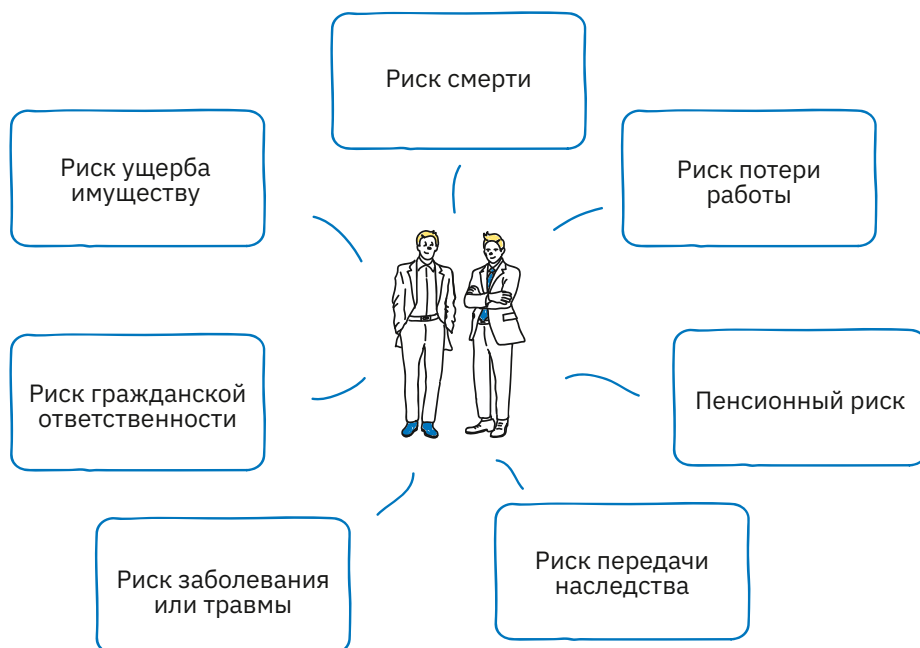 Риск смерти
Риск ущерба
имуществу
Риск потери
работы
Риск гражданской
ответственности
Пенсионный риск
Риск заболевания
или травмы
Риск передачи
наследства